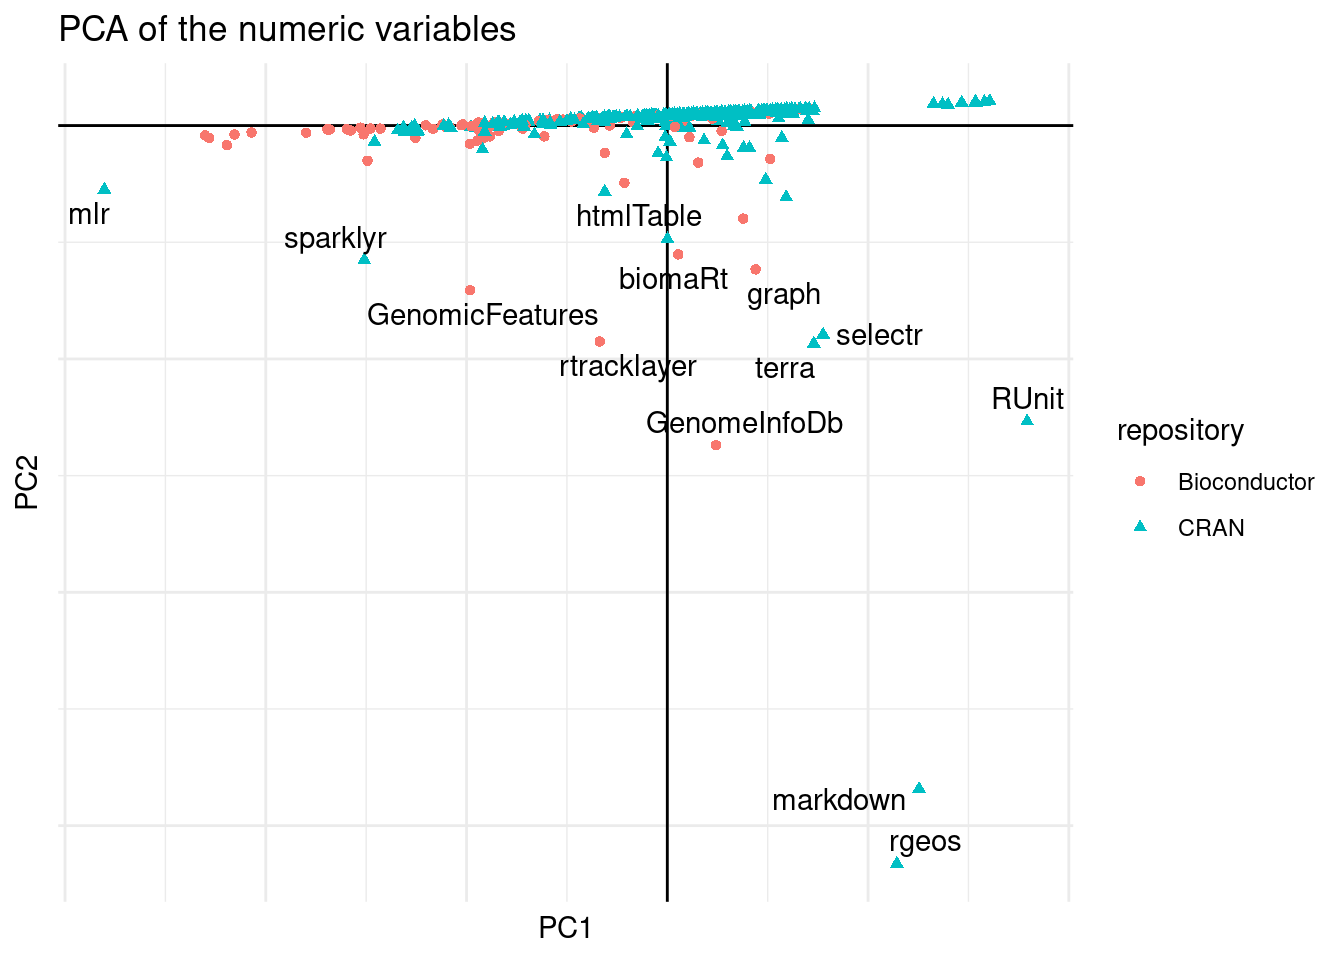 PCA of the numeric variables
mlr
htmlTable
sparklyr
biomaRt
graph
GenomicFeatures
selectr
rtracklayer
terra
RUnit
GenomeInfoDb
repository
PC2
Bioconductor
CRAN
markdown
rgeos
PC1